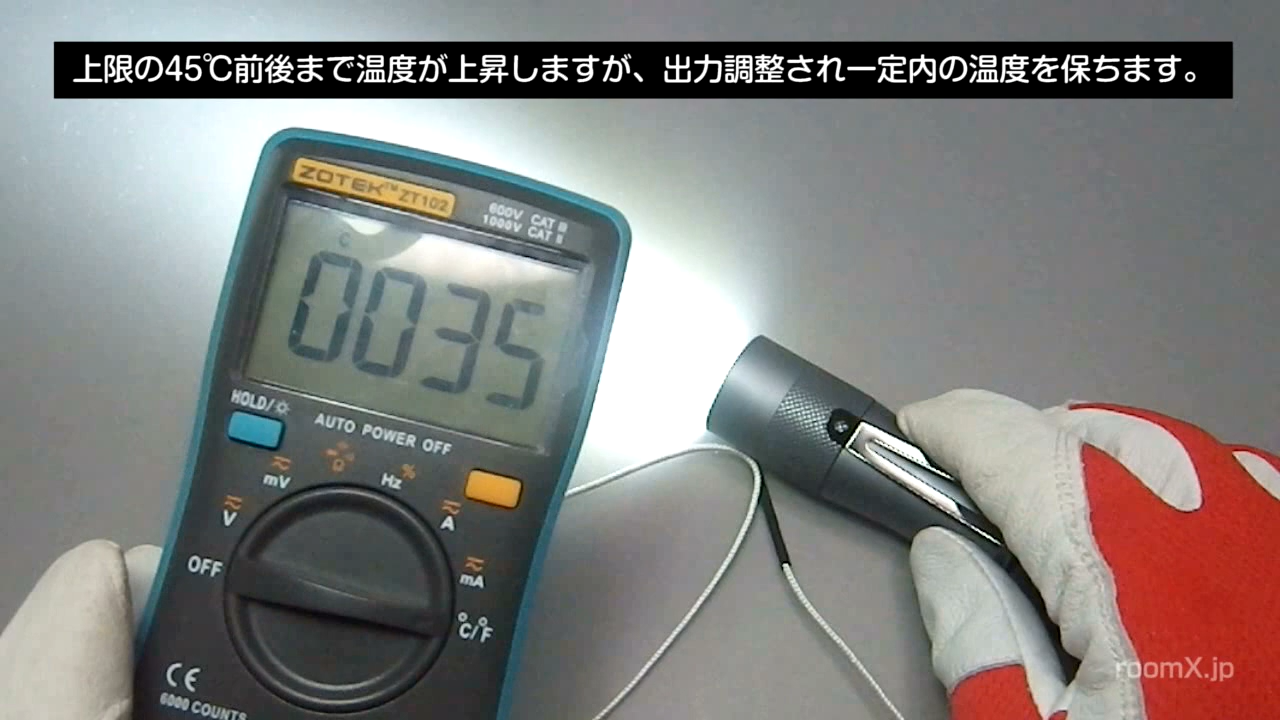 上限の45℃前後まで温度が上昇しますが、出力調整され一定内の温度を保ちます。
ZOTEK™ ZT102
600V CAT III
1000V CAT II
C
0035
HOLD/
AUTO POWER OFF
mV
Hz%
V
A
OFF
mA
°C/°F
CE
6000 COUNTS
roomX.jp